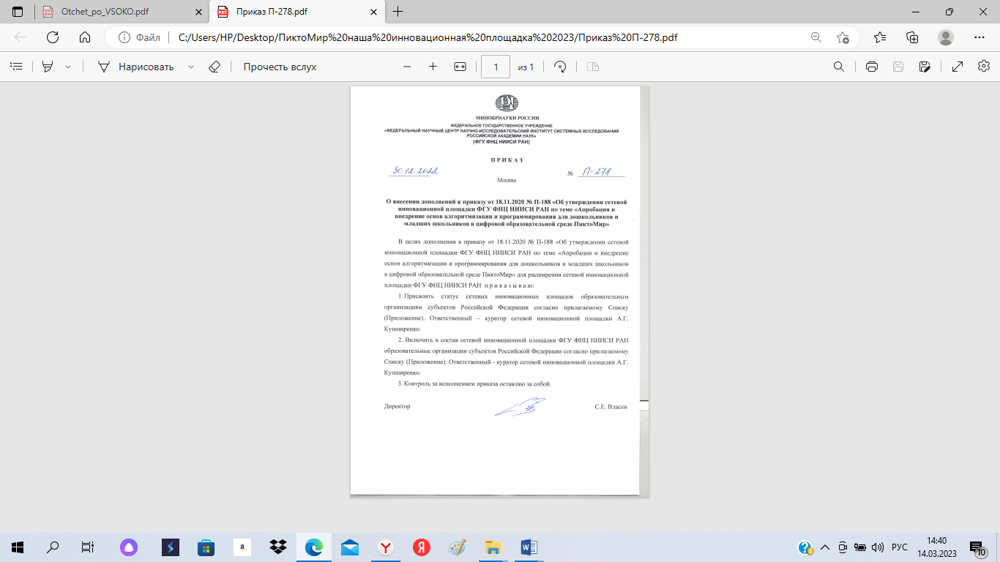 Otchet_po_VSOKO.pdf
Приказ П-278.pdf
Файл
C:/Users/HP/Desktop/ПиктоМир%20наша%20инновационная%20площадка%202023/Приказ%20П-278.pdf
Нарисовать
Прочесть вслух
1 из 1
МИНОБРНАУКИ РОССИИ
ФЕДЕРАЛЬНОЕ ГОСУДАРСТВЕННОЕ УЧРЕЖДЕНИЕ
«ФЕДЕРАЛЬНЫЙ НАУЧНЫЙ ЦЕНТР НАУЧНО-ИССЛЕДОВАТЕЛЬСКИЙ ИНСТИТУТ СИСТЕМНЫХ ИССЛЕДОВАНИЙ
РОССИЙСКОЙ АКАДЕМИИ НАУК»
(ФГУ ФНЦ НИИСИ РАН)
П Р И К А З
30.12.2022
№ П-278
Москва
О внесении дополнений к приказу от 18.11.2020 № П-188 «Об утверждении сетевой
инновационной площадки ФГУ ФНЦ НИИСИ РАН по теме «Апробация и
внедрение основ алгоритмизации и программирования для дошкольников и
младших школьников в цифровой образовательной среде ПиктоМир»
В целях дополнения к приказу от 18.11.2020 № П-188 «Об утверждении сетевой
инновационной площадки ФГУ ФНЦ НИИСИ РАН по теме «Апробация и внедрение
основ алгоритмизации и программирования для дошкольников и младших школьников
в цифровой образовательной среде ПиктоМир» для расширения сетевой инновационной
площадки ФГУ ФНЦ НИИСИ РАН п р и к а з ы в а ю:
1. Присвоить статус сетевых инновационных площадок образовательным
организациям субъектов Российской Федерации согласно прилагаемому Списку
(Приложение). Ответственный – куратор сетевой инновационной площадки А.Г.
Кушниренко.
2. Включить в состав сетевой инновационной площадки ФГУ ФНЦ НИИСИ РАН
образовательные организации субъектов Российской Федерации согласно прилагаемому
Списку (Приложение). Ответственный - куратор сетевой инновационной площадки А.Г.
Кушниренко.
3. Контроль за исполнением приказа оставляю за собой.
Директор
С.Е. Власов
РУС
14:40
14.03.2023
10